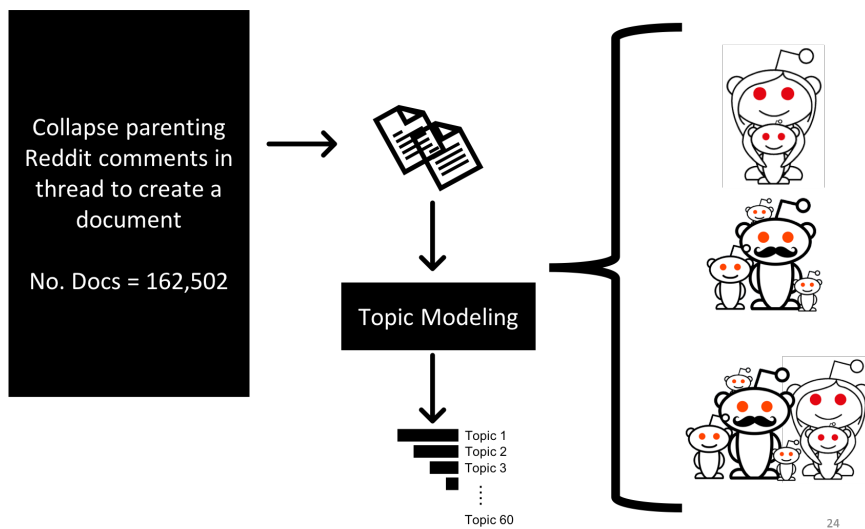 Collapse parenting
Reddit comments in
thread to create a
document
No. Docs = 162,502
Topic Modeling
Topic 1
Topic 2
Topic 3
Topic 60
24